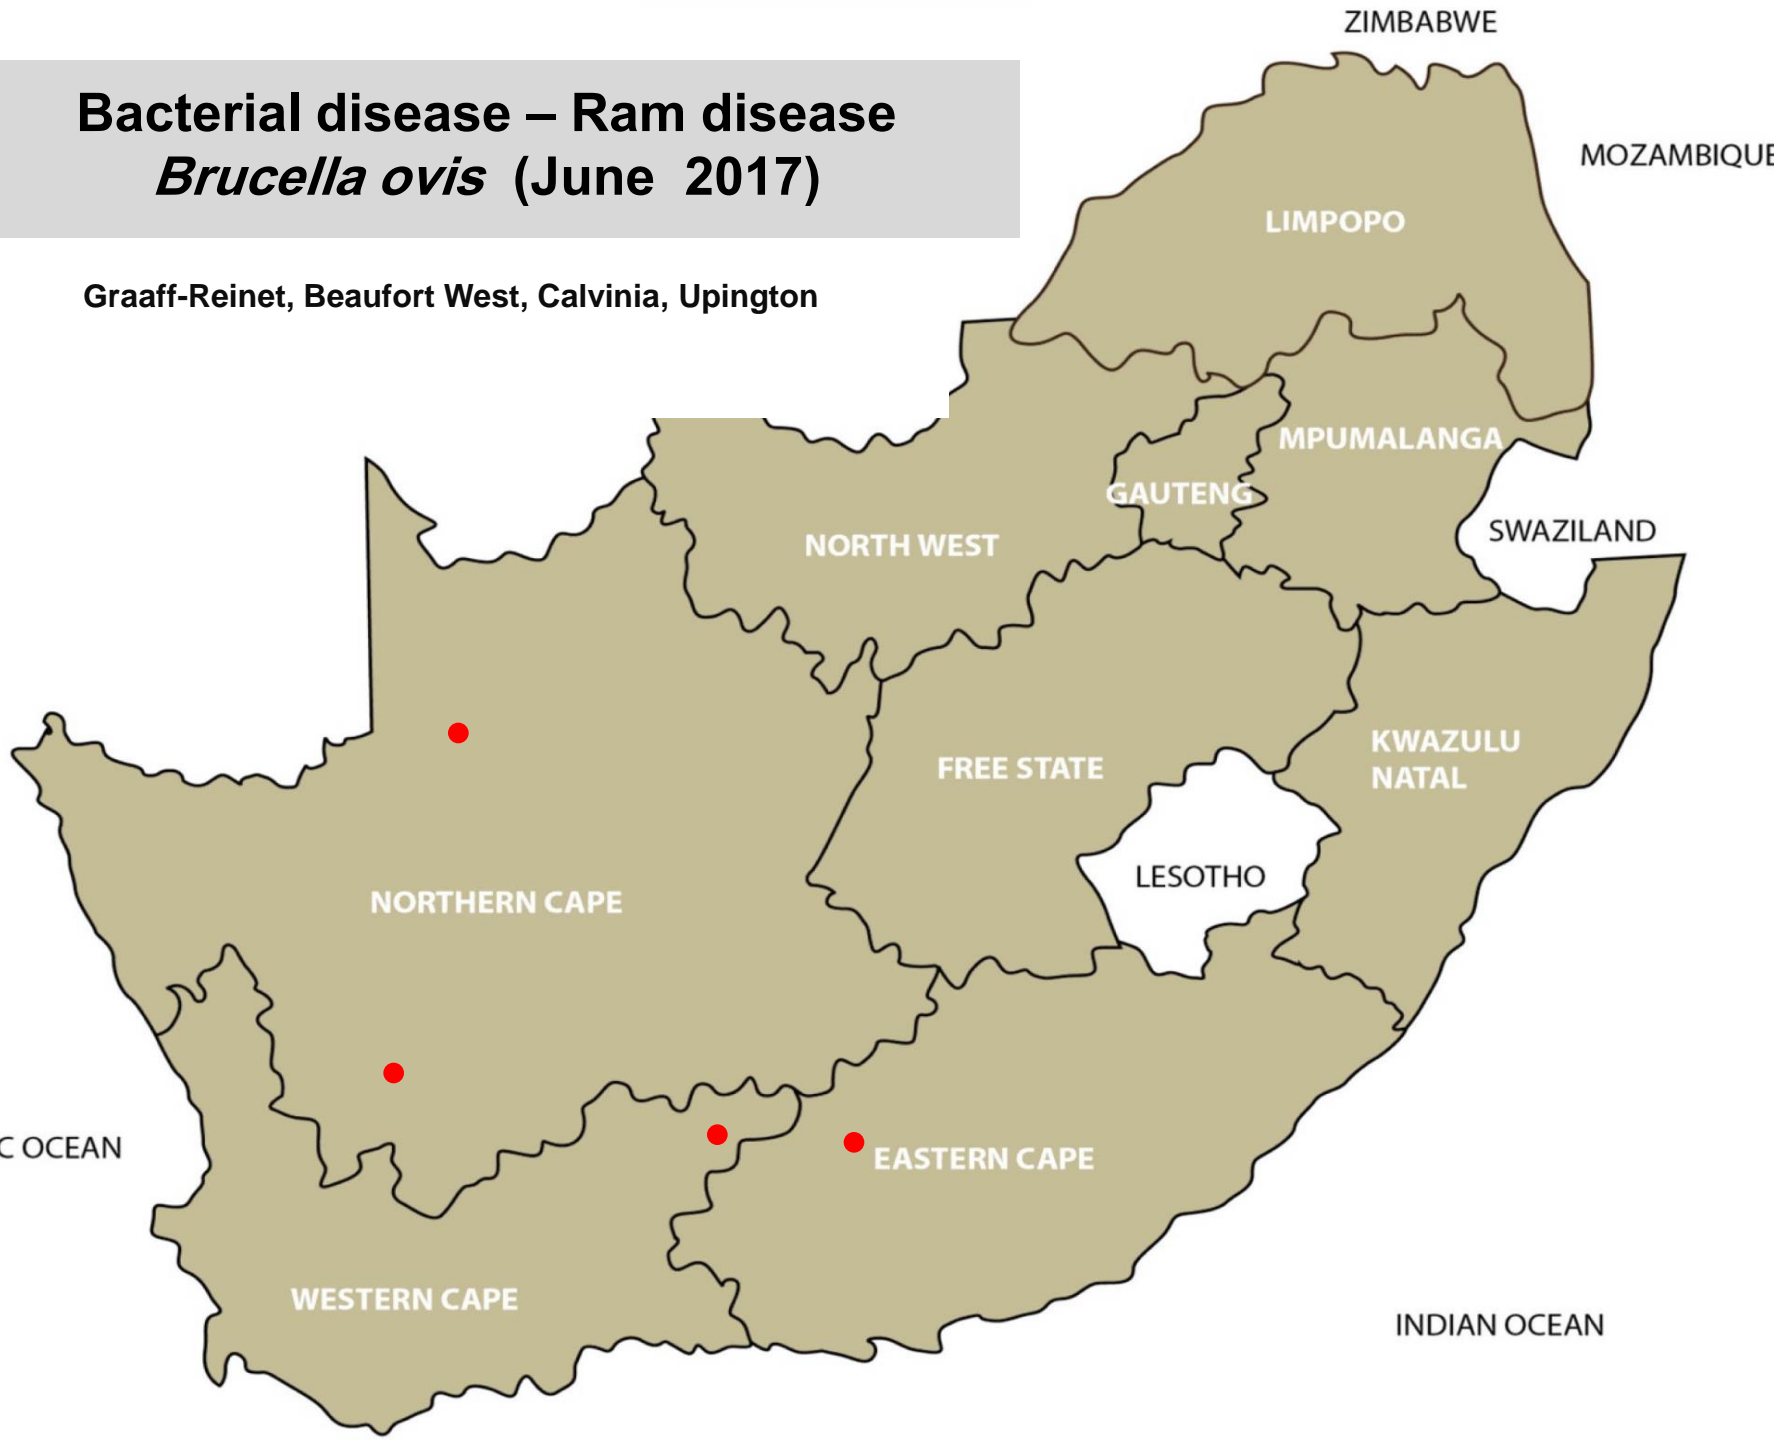 ZIMBABWE
Bacterial disease – Ram disease
Brucella ovis (June 2017)
MOZAMBIQUE
LIMPOPO
Graaff-Reinet, Beaufort West, Calvinia, Upington
MPUMALANGA
GAUTENG
SWAZILAND
NORTH WEST
KWAZULU
NATAL
FREE STATE
LESOTHO
NORTHERN CAPE
C OCEAN
EASTERN CAPE
WESTERN CAPE
INDIAN OCEAN